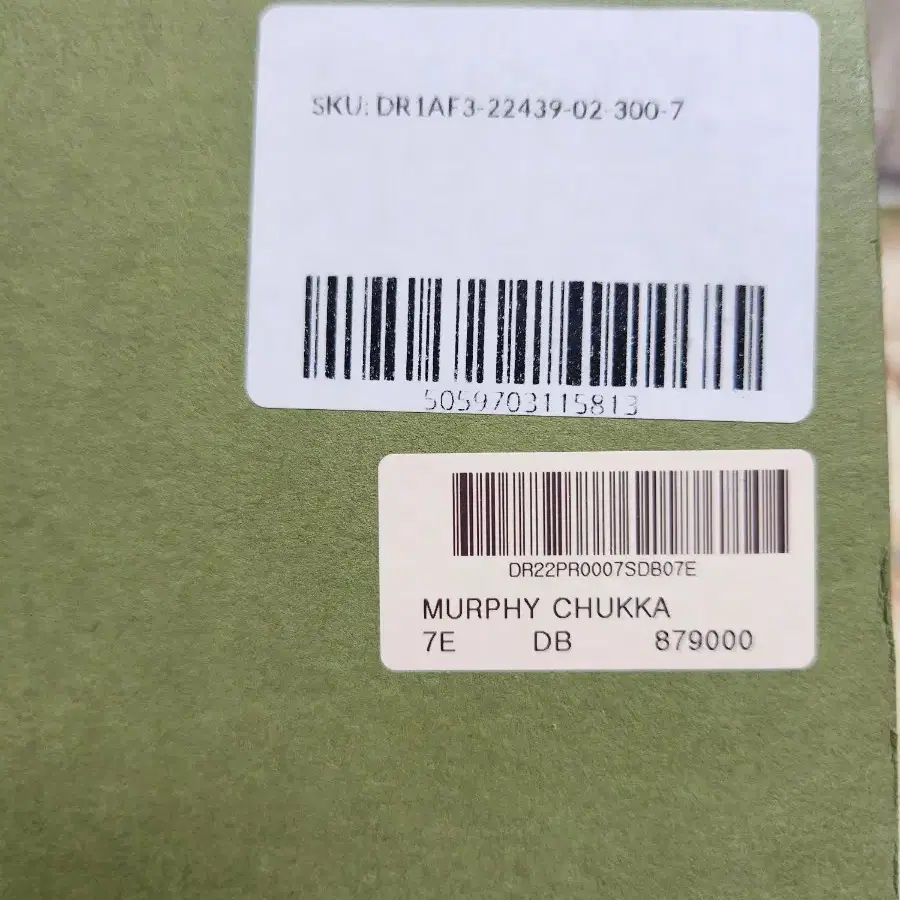 SKU: DR1AF3-22439-02-300-7
5059703115813
DR22PR0007SDB07E
MURPHY CHUKKA
7E DB 879000